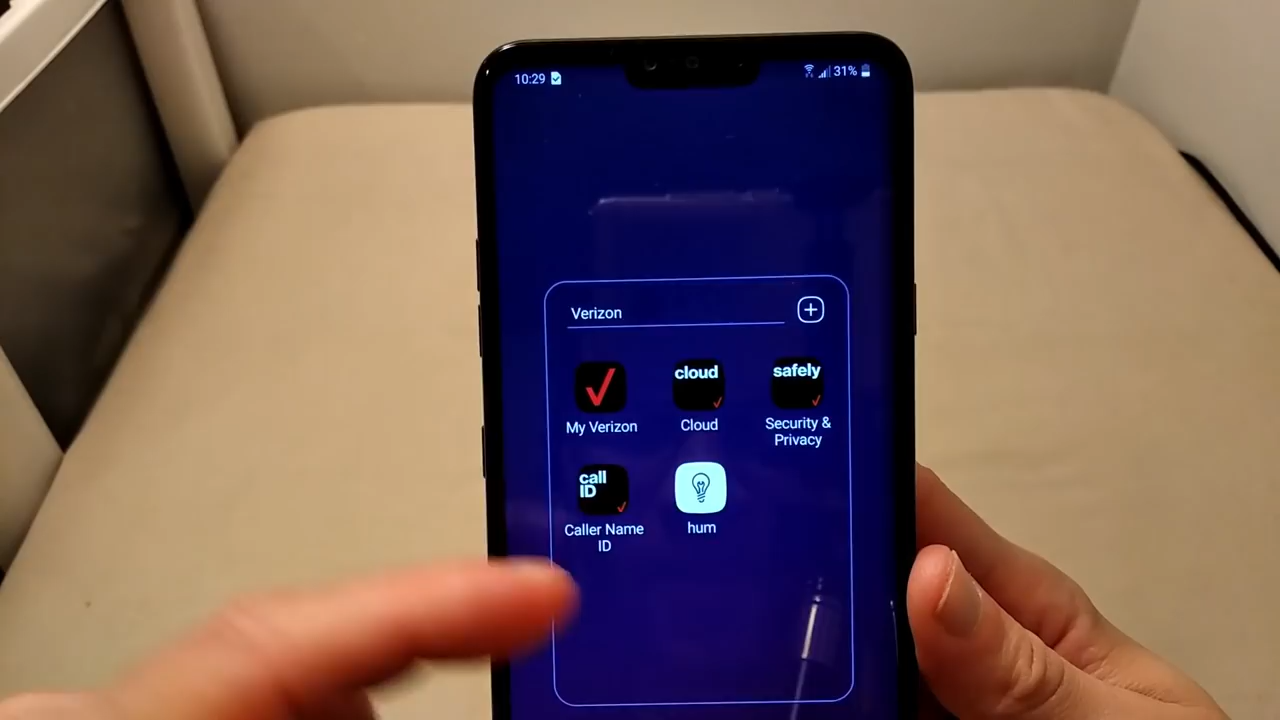 10:29
31%
Verizon
My Verizon
cloud
Cloud
safely
Security &
Privacy
call
ID
Caller Name
ID
hum